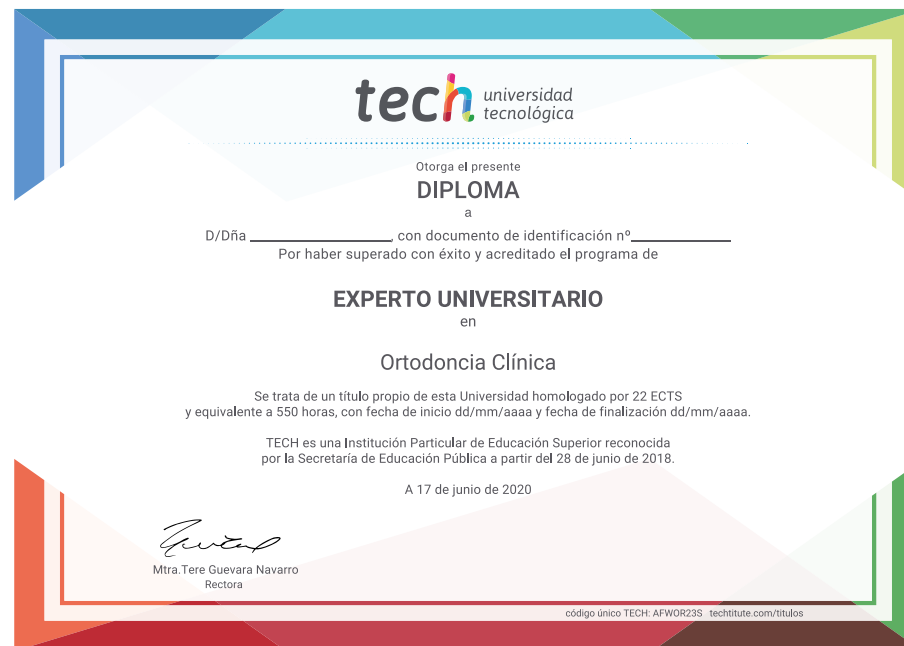 tech universidad
tecnológica
Otorga el presente
DIPLOMA
a
D/Dña ____________, con documento de identificación nº____________
Por haber superado con éxito y acreditado el programa de
EXPERTO UNIVERSITARIO
en
Ortodoncia Clínica
Se trata de un título propio de esta Universidad homologado por 22 ECTS
y equivalente a 550 horas, con fecha de inicio dd/mm/aaaa y fecha de finalización dd/mm/aaaa.
TECH es una Institución Particular de Educación Superior reconocida
por la Secretaría de Educación Pública a partir del 28 de junio de 2018.
A 17 de junio de 2020
Mtra.Tere Guevara Navarro
Rectora
código único TECH: AFWOR23S techtitute.com/titulos